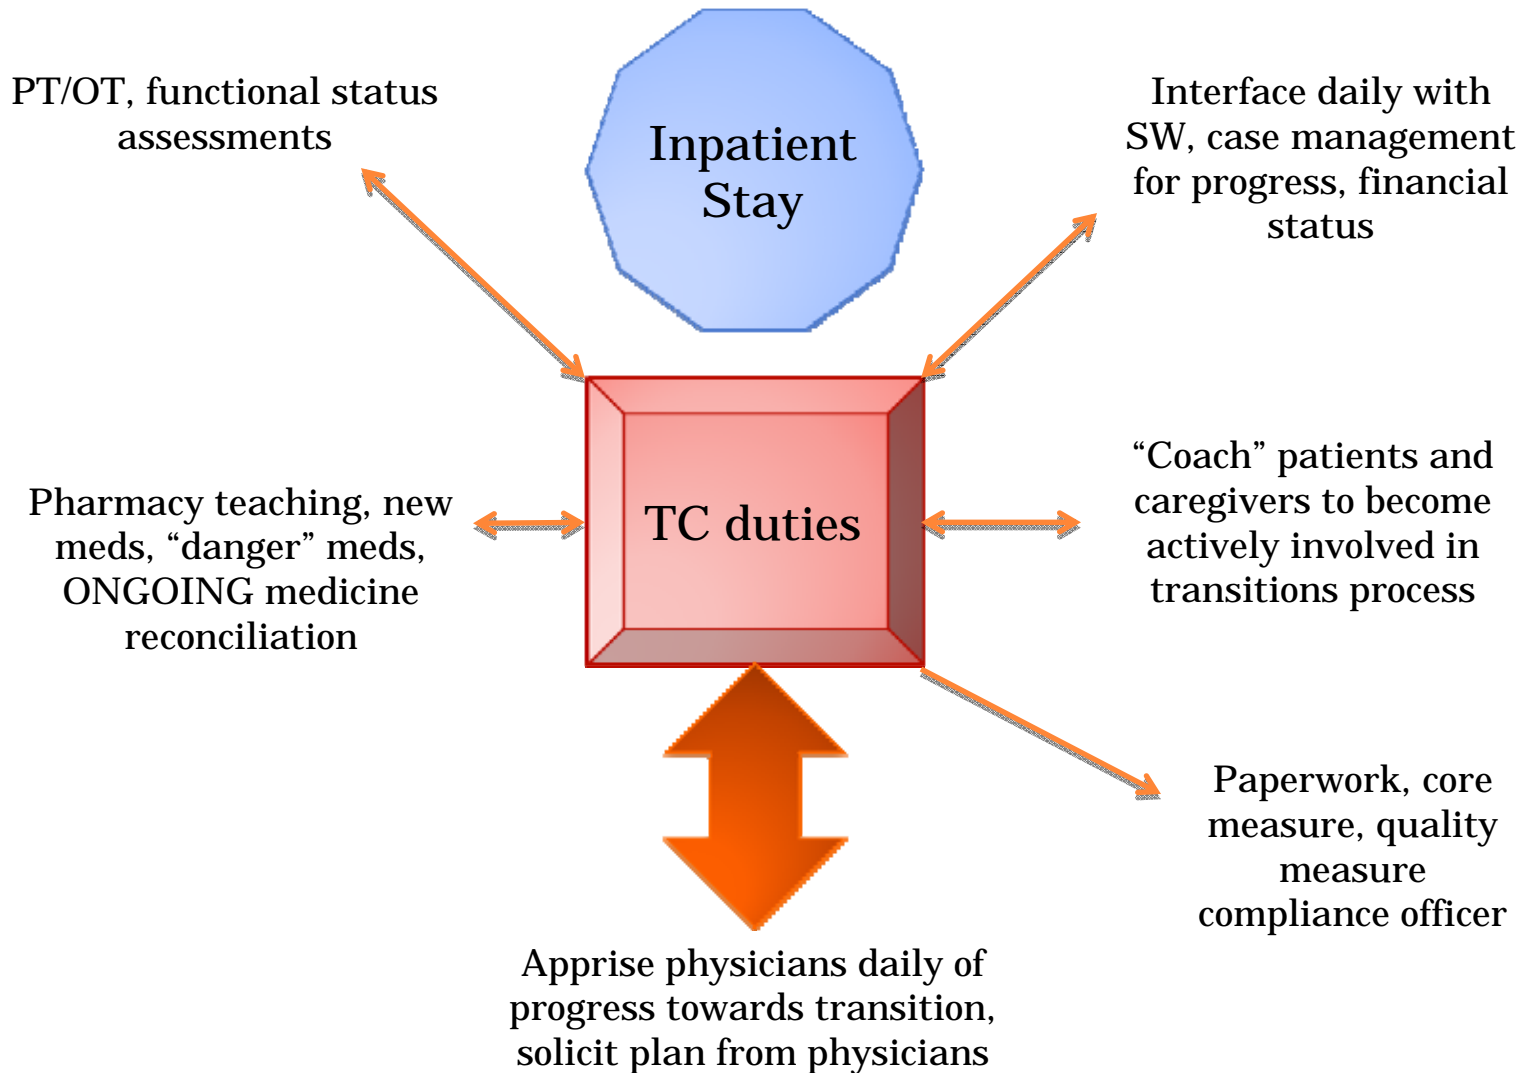 PT/OT, functional status
assessments
Inpatient
Stay
Interface daily with
SW, case management
for progress, financial
status
Pharmacy teaching, new
meds, “danger” meds,
ONGOING medicine
reconciliation
TC duties
“Coach” patients and
caregivers to become
actively involved in
transitions process
Paperwork, core
measure, quality
measure
compliance officer
Apprise physicians daily of
progress towards transition,
solicit plan from physicians